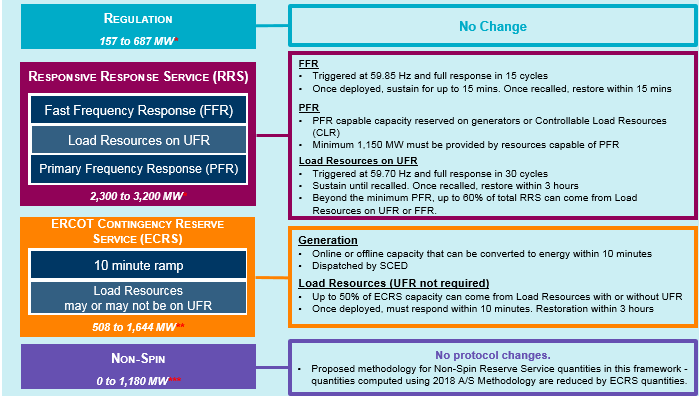 REGULATION
157 to 687 MW*
No Change
RESPONSIVE RESPONSE SERVICE (RRS)
Fast Frequency Response (FFR)
Load Resources on UFR
Primary Frequency Response (PFR)
2,300 to 3,200 MW*
FFR
• Triggered at 59.85 Hz and full response in 15 cycles
• Once deployed, sustain for up to 15 mins. Once recalled, restore within 15 mins
PFR
• PFR capable capacity reserved on generators or Controllable Load Resources
(CLR)
• Minimum 1,150 MW must be provided by resources capable of PFR
Load Resources on UFR
• Triggered at 59.70 Hz and full response in 30 cycles
• Sustain until recalled. Once recalled, restore within 3 hours
• Beyond the minimum PFR, up to 60% of total RRS can come from Load
Resources on UFR or FFR.
ERCOT CONTINGENCY RESERVE
SERVICE (ECRS)
10 minute ramp
Load Resources
may or may not be on UFR
508 to 1,644 MW**
Generation
• Online or offline capacity that can be converted to energy within 10 minutes
• Dispatched by SCED
Load Resources (UFR not required)
• Up to 50% of ECRS capacity can come from Load Resources with or without UFR
• Once deployed, must respond within 10 minutes. Restoration within 3 hours
NON-SPIN
0 to 1,180 MW***
No protocol changes.
• Proposed methodology for Non-Spin Reserve Service quantities in this framework -
quantities computed using 2018 A/S Methodology are reduced by ECRS quantities.